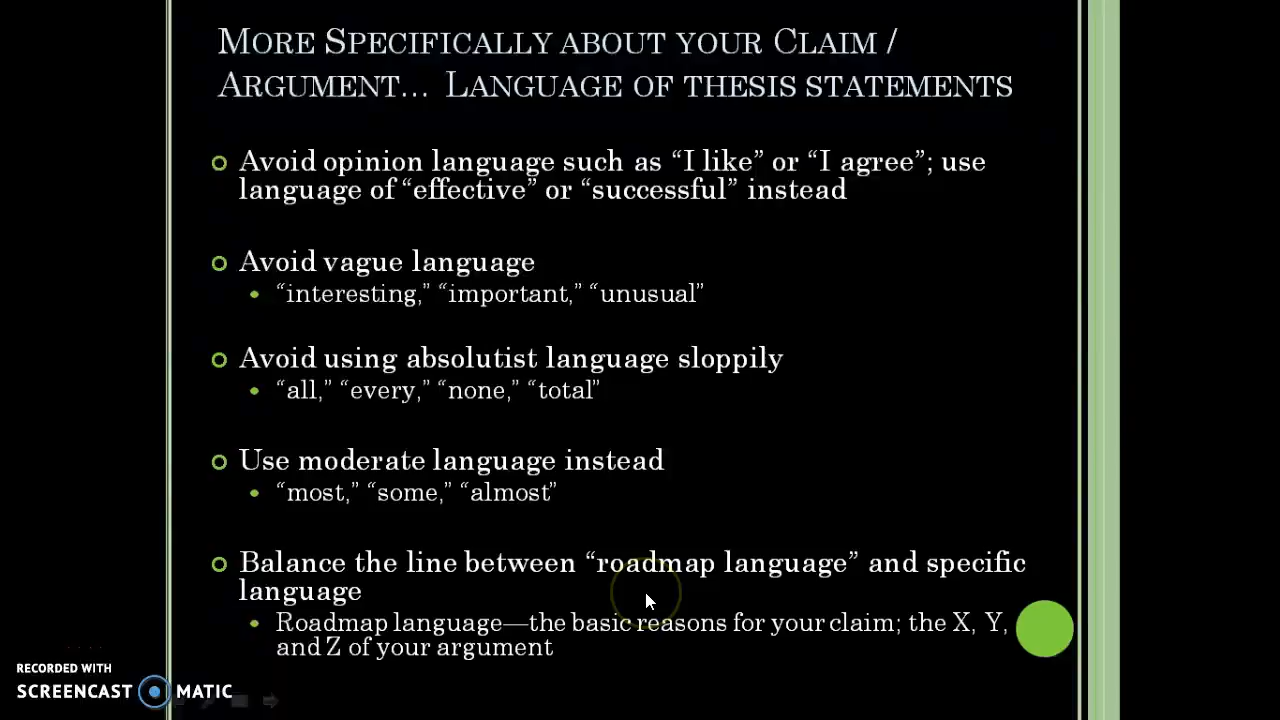 MORE SPECIFICALLY ABOUT YOUR CLAIM /
ARGUMENT... LANGUAGE OF THESIS STATEMENTS
Avoid opinion language such as “I like” or “I agree”; use
language of “effective” or “successful” instead
Avoid vague language
“interesting,” “important,” “unusual”
Avoid using absolutist language sloppily
“all,” “every,” “none,” “total”
Use moderate language instead
“most,” “some,” “almost”
Balance the line between “roadmap language” and specific
language
Roadmap language—the basic reasons for your claim; the X, Y,
and Z of your argument
RECORDED WITH
SCREENCAST MATIC